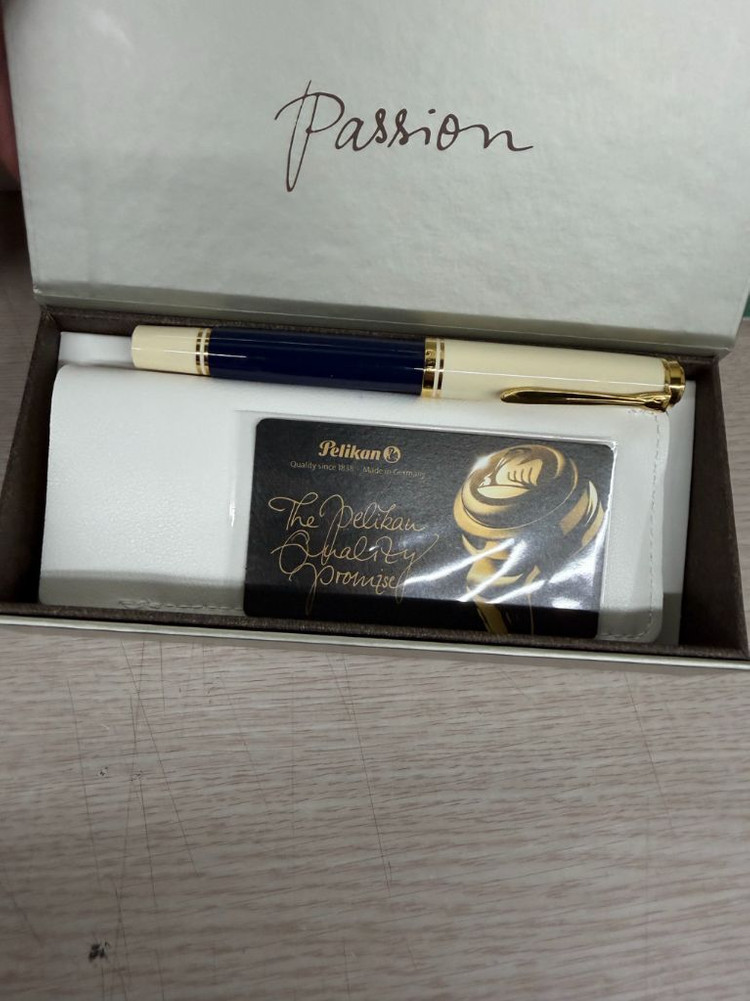 Passion
Pelikan
Quality since 1838 Made in Germany
The Pelikan
Quality
Promise